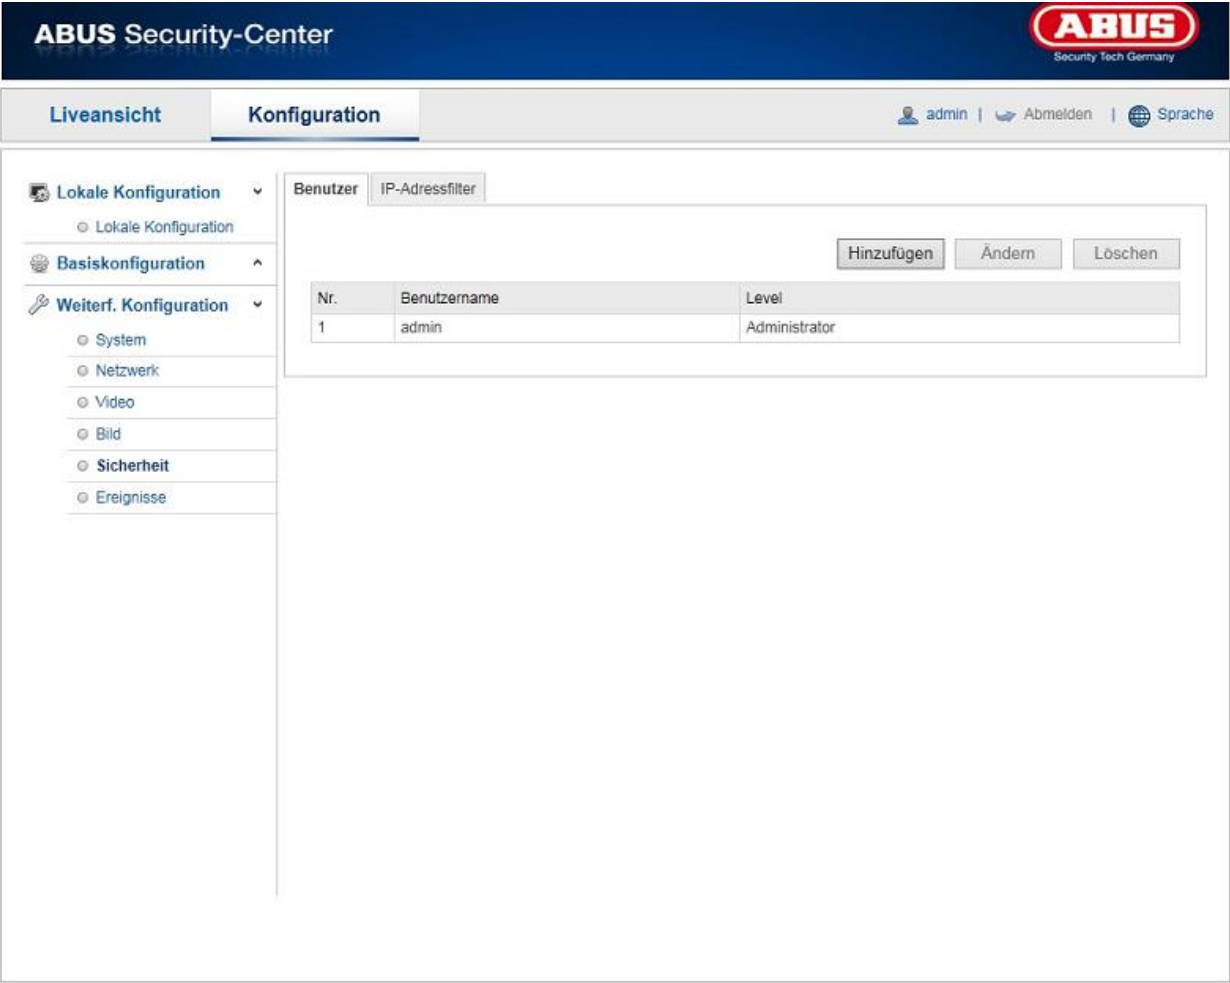 ABUS Security-Center
ABUS
Security Tech Germany
Liveansicht Konfiguration admin | Abmelden | Sprache
Lokale Konfiguration
Lokale Konfiguration
Basiskonfiguration
Weiterf. Konfiguration
System
Netzwerk
Video
Bild
Sicherheit
Ereignisse
Benutzer IP-Adressfilter
Hinzufügen Ändern Löschen
Nr. Benutzername Level
1 admin Administrator